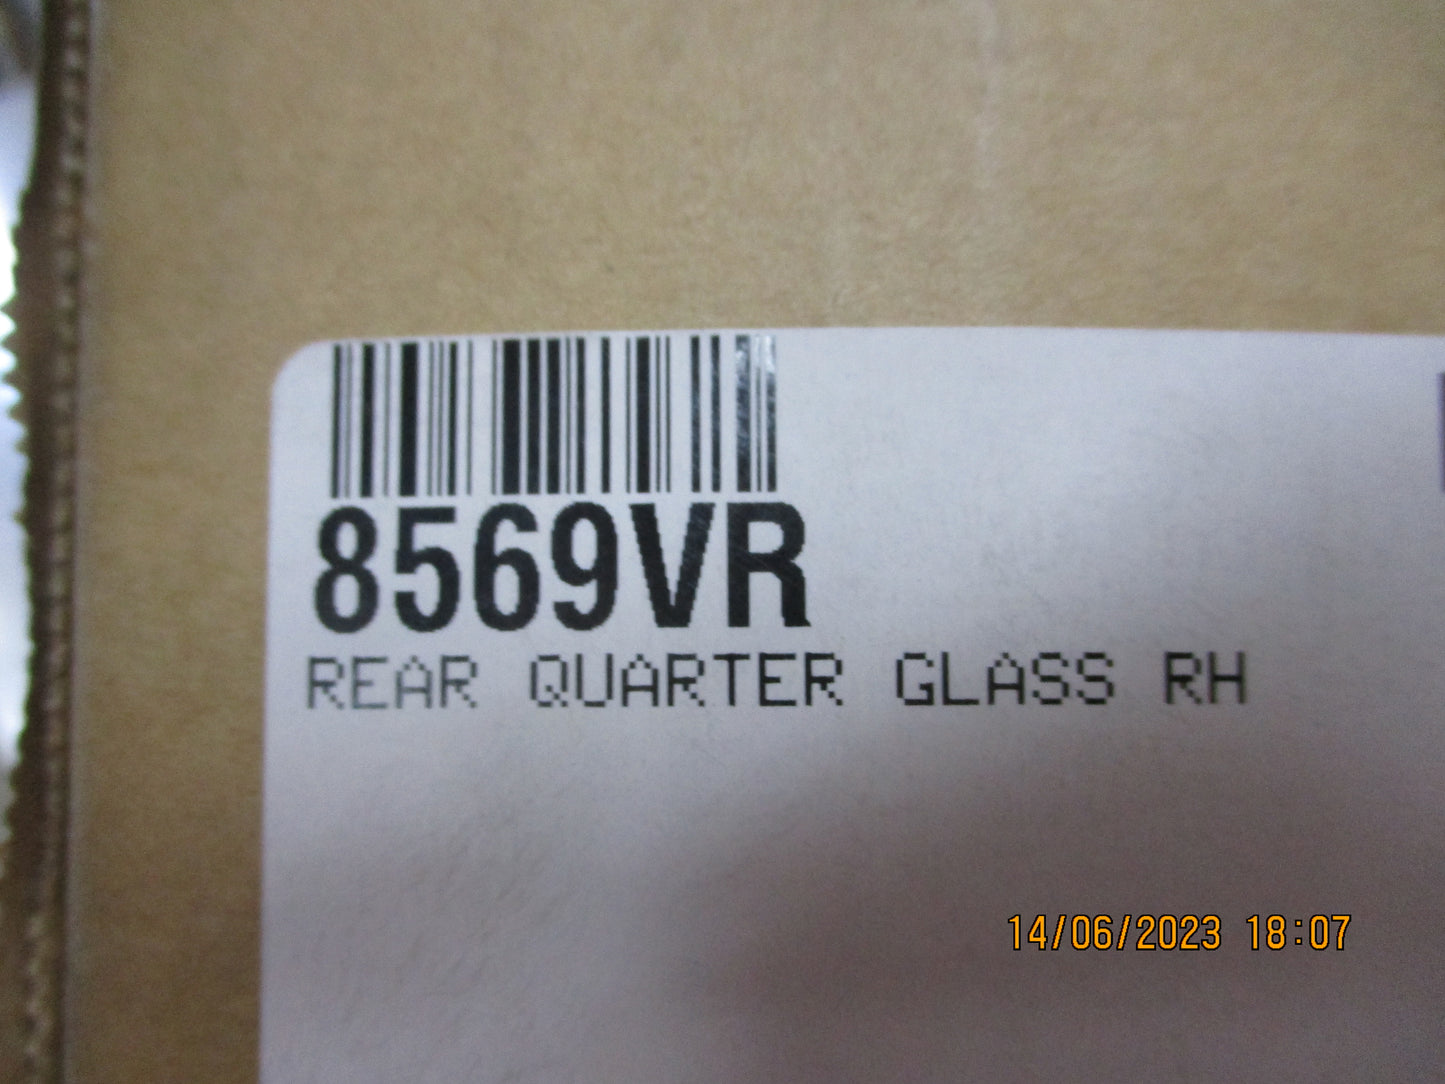 8569VR
REAR QUARTER GLASS RH
14/06/2023 18:07